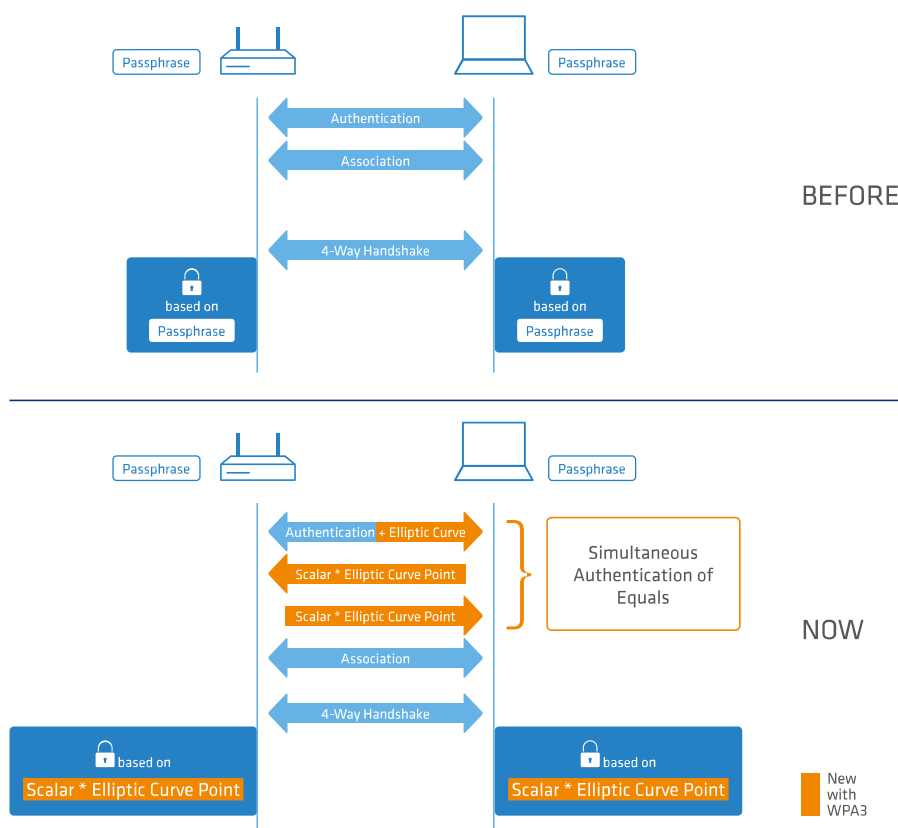 Passphrase
Passphrase
Authentication
Association
BEFORE
4-Way Handshake
based on
Passphrase
based on
Passphrase
Passphrase
Passphrase
Authentication + Elliptic Curve
Scalar * Elliptic Curve Point
Scalar * Elliptic Curve Point
Simultaneous
Authentication of
Equals
NOW
Association
4-Way Handshake
based on
Scalar * Elliptic Curve Point
based on
Scalar * Elliptic Curve Point
New
with
WPA3